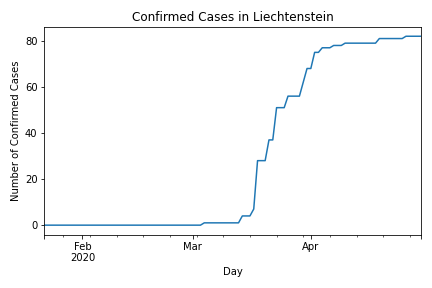 Confirmed Cases in Liechtenstein
Number of Confirmed Cases
80
60
40
20
0
Feb
2020
Mar
Apr
Day